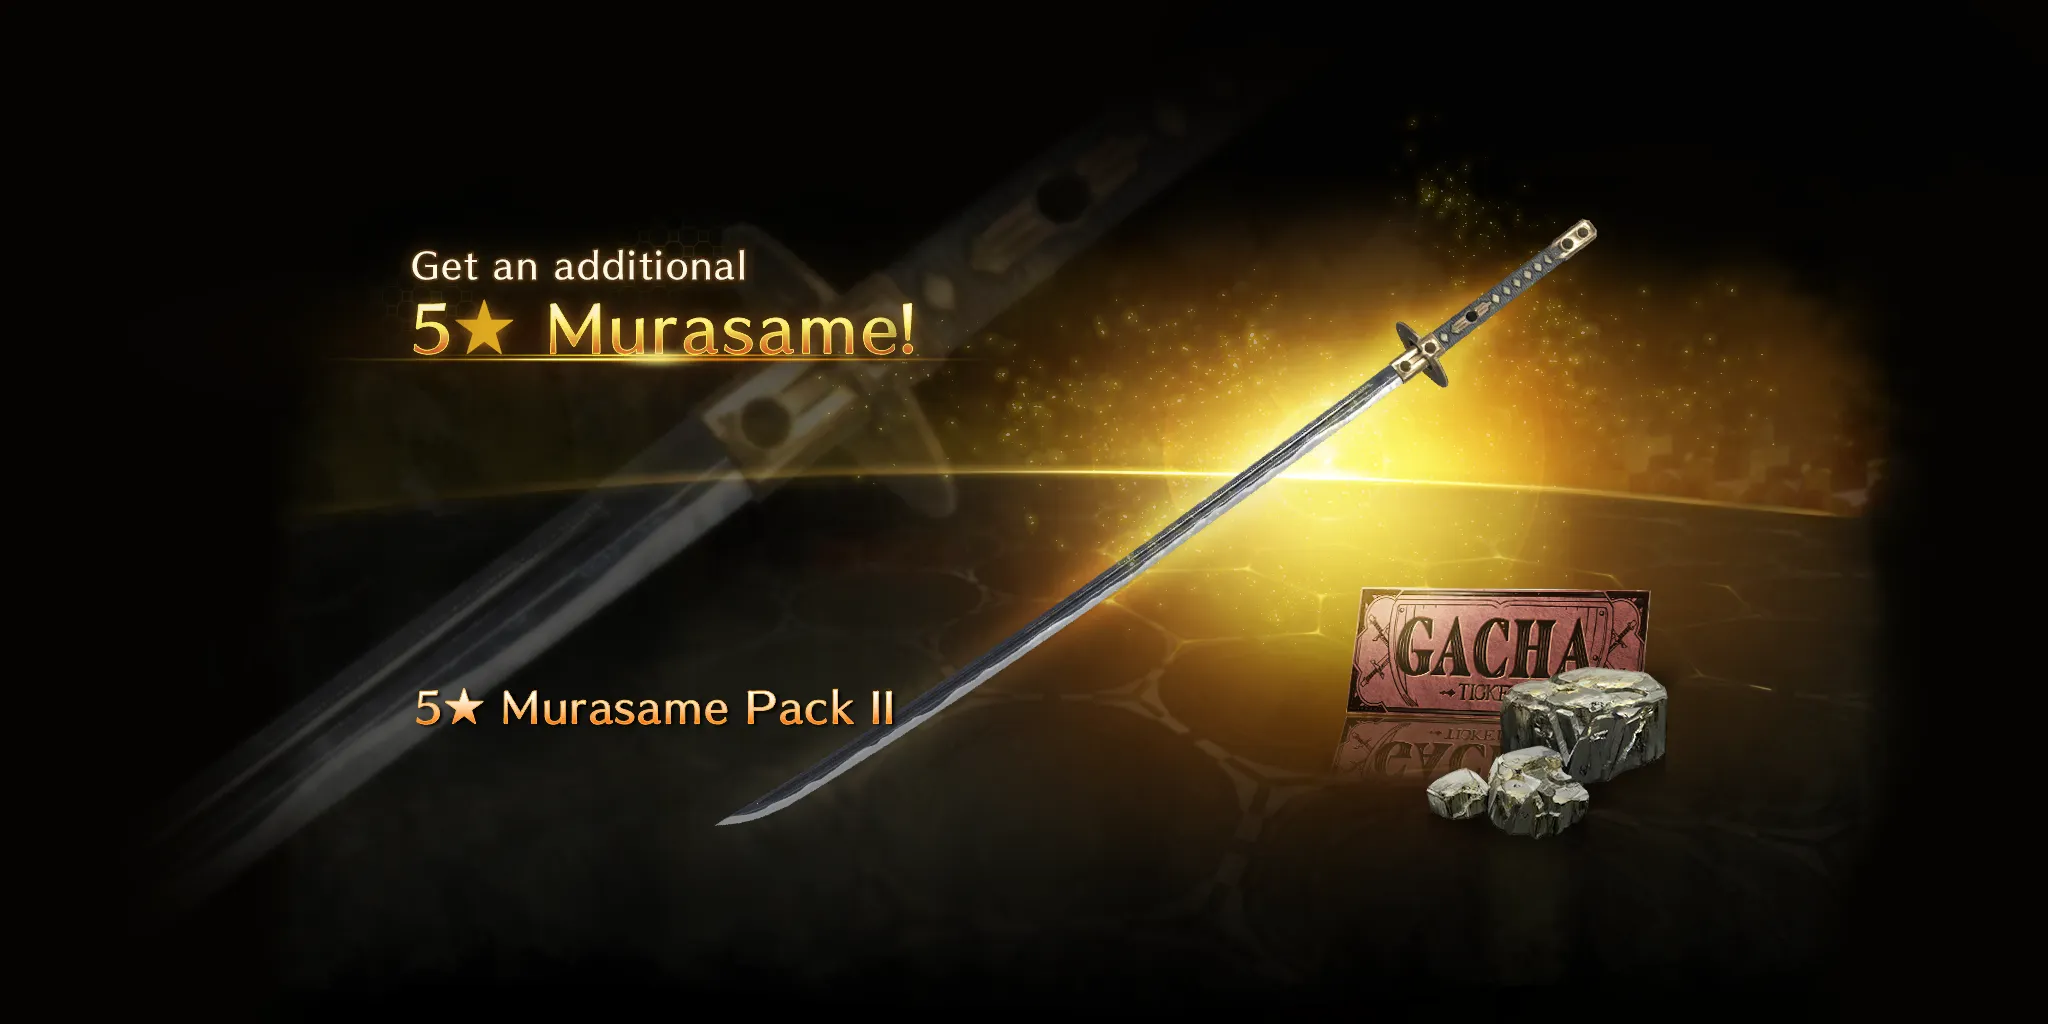 Get an additional
5★ Murasame!
GACHA
5★ Murasame Pack II